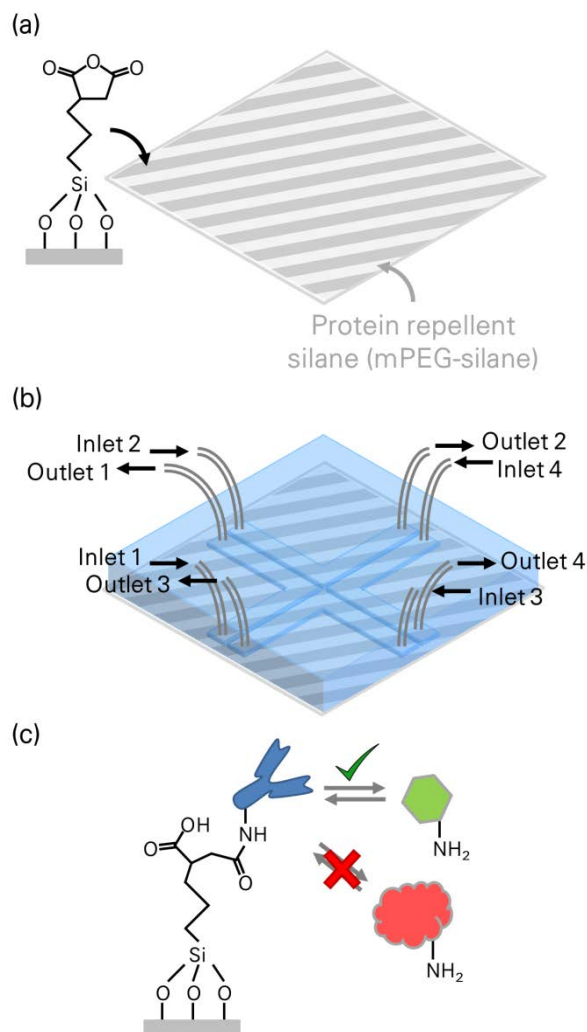 (a)
O O O
Si
O O O
Protein repellent
silane (mPEG-silane)
(b)
Inlet 2
Outlet 1
Outlet 2
Inlet 4
Inlet 1
Outlet 3
Outlet 4
Inlet 3
(c)
OH
O
NH
O
NH2
NH2
Si
O O O